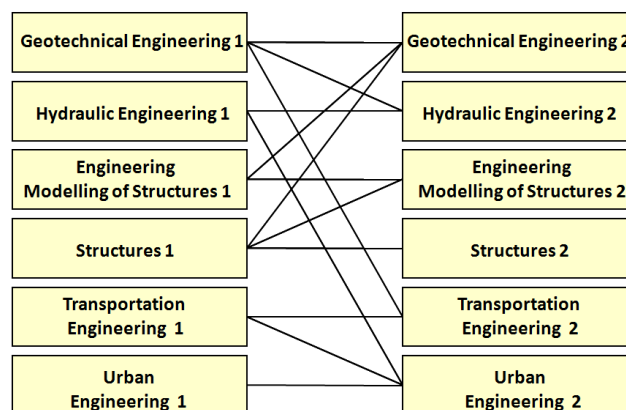 Geotechnical Engineering 1
Geotechnical Engineering 2
Hydraulic Engineering 1
Hydraulic Engineering 2
Engineering
Modelling of Structures 1
Engineering
Modelling of Structures 2
Structures 1
Structures 2
Transportation
Engineering 1
Transportation
Engineering 2
Urban
Engineering 1
Urban
Engineering 2